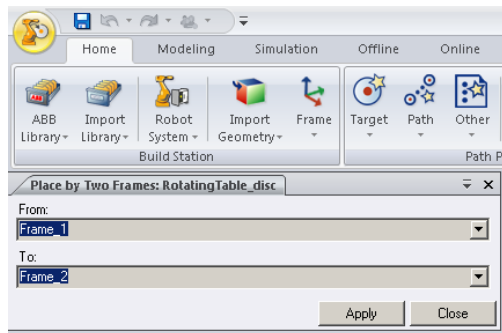 Home Modeling Simulation Offline Online
ABB Library Import Library Robot System Import Geometry Frame Target Path Other
Build Station Path P
Place by Two Frames: RotatingTable_disc
From:
Frame_1
To:
Frame_2
Apply Close